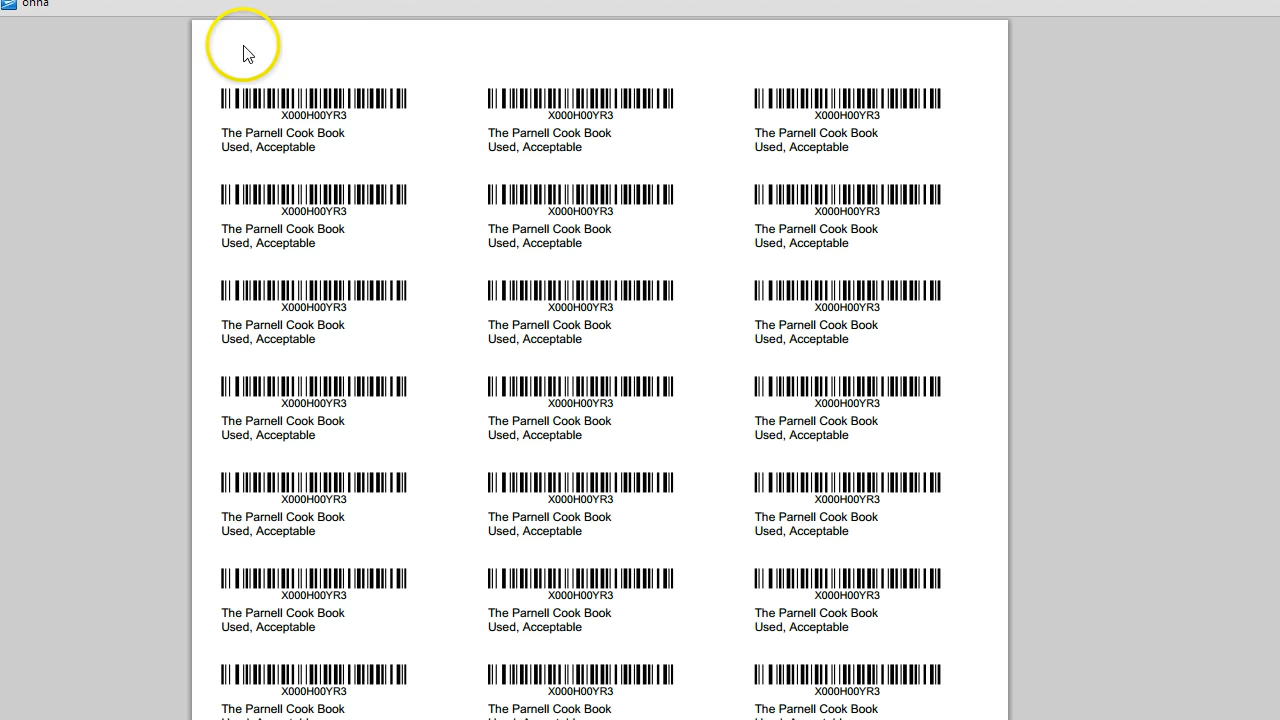 onna
X000H00YR3 X000H00YR3 X000H00YR3
The Parnell Cook Book The Parnell Cook Book The Parnell Cook Book
Used, Acceptable Used, Acceptable Used, Acceptable
X000H00YR3 X000H00YR3 X000H00YR3
The Parnell Cook Book The Parnell Cook Book The Parnell Cook Book
Used, Acceptable Used, Acceptable Used, Acceptable
X000H00YR3 X000H00YR3 X000H00YR3
The Parnell Cook Book The Parnell Cook Book The Parnell Cook Book
Used, Acceptable Used, Acceptable Used, Acceptable
X000H00YR3 X000H00YR3 X000H00YR3
The Parnell Cook Book The Parnell Cook Book The Parnell Cook Book
Used, Acceptable Used, Acceptable Used, Acceptable
X000H00YR3 X000H00YR3 X000H00YR3
The Parnell Cook Book The Parnell Cook Book The Parnell Cook Book
Used, Acceptable Used, Acceptable Used, Acceptable
X000H00YR3 X000H00YR3 X000H00YR3
The Parnell Cook Book The Parnell Cook Book The Parnell Cook Book
Used, Acceptable Used, Acceptable Used, Acceptable
X000H00YR3 X000H00YR3 X000H00YR3
The Parnell Cook Book The Parnell Cook Book The Parnell Cook Book